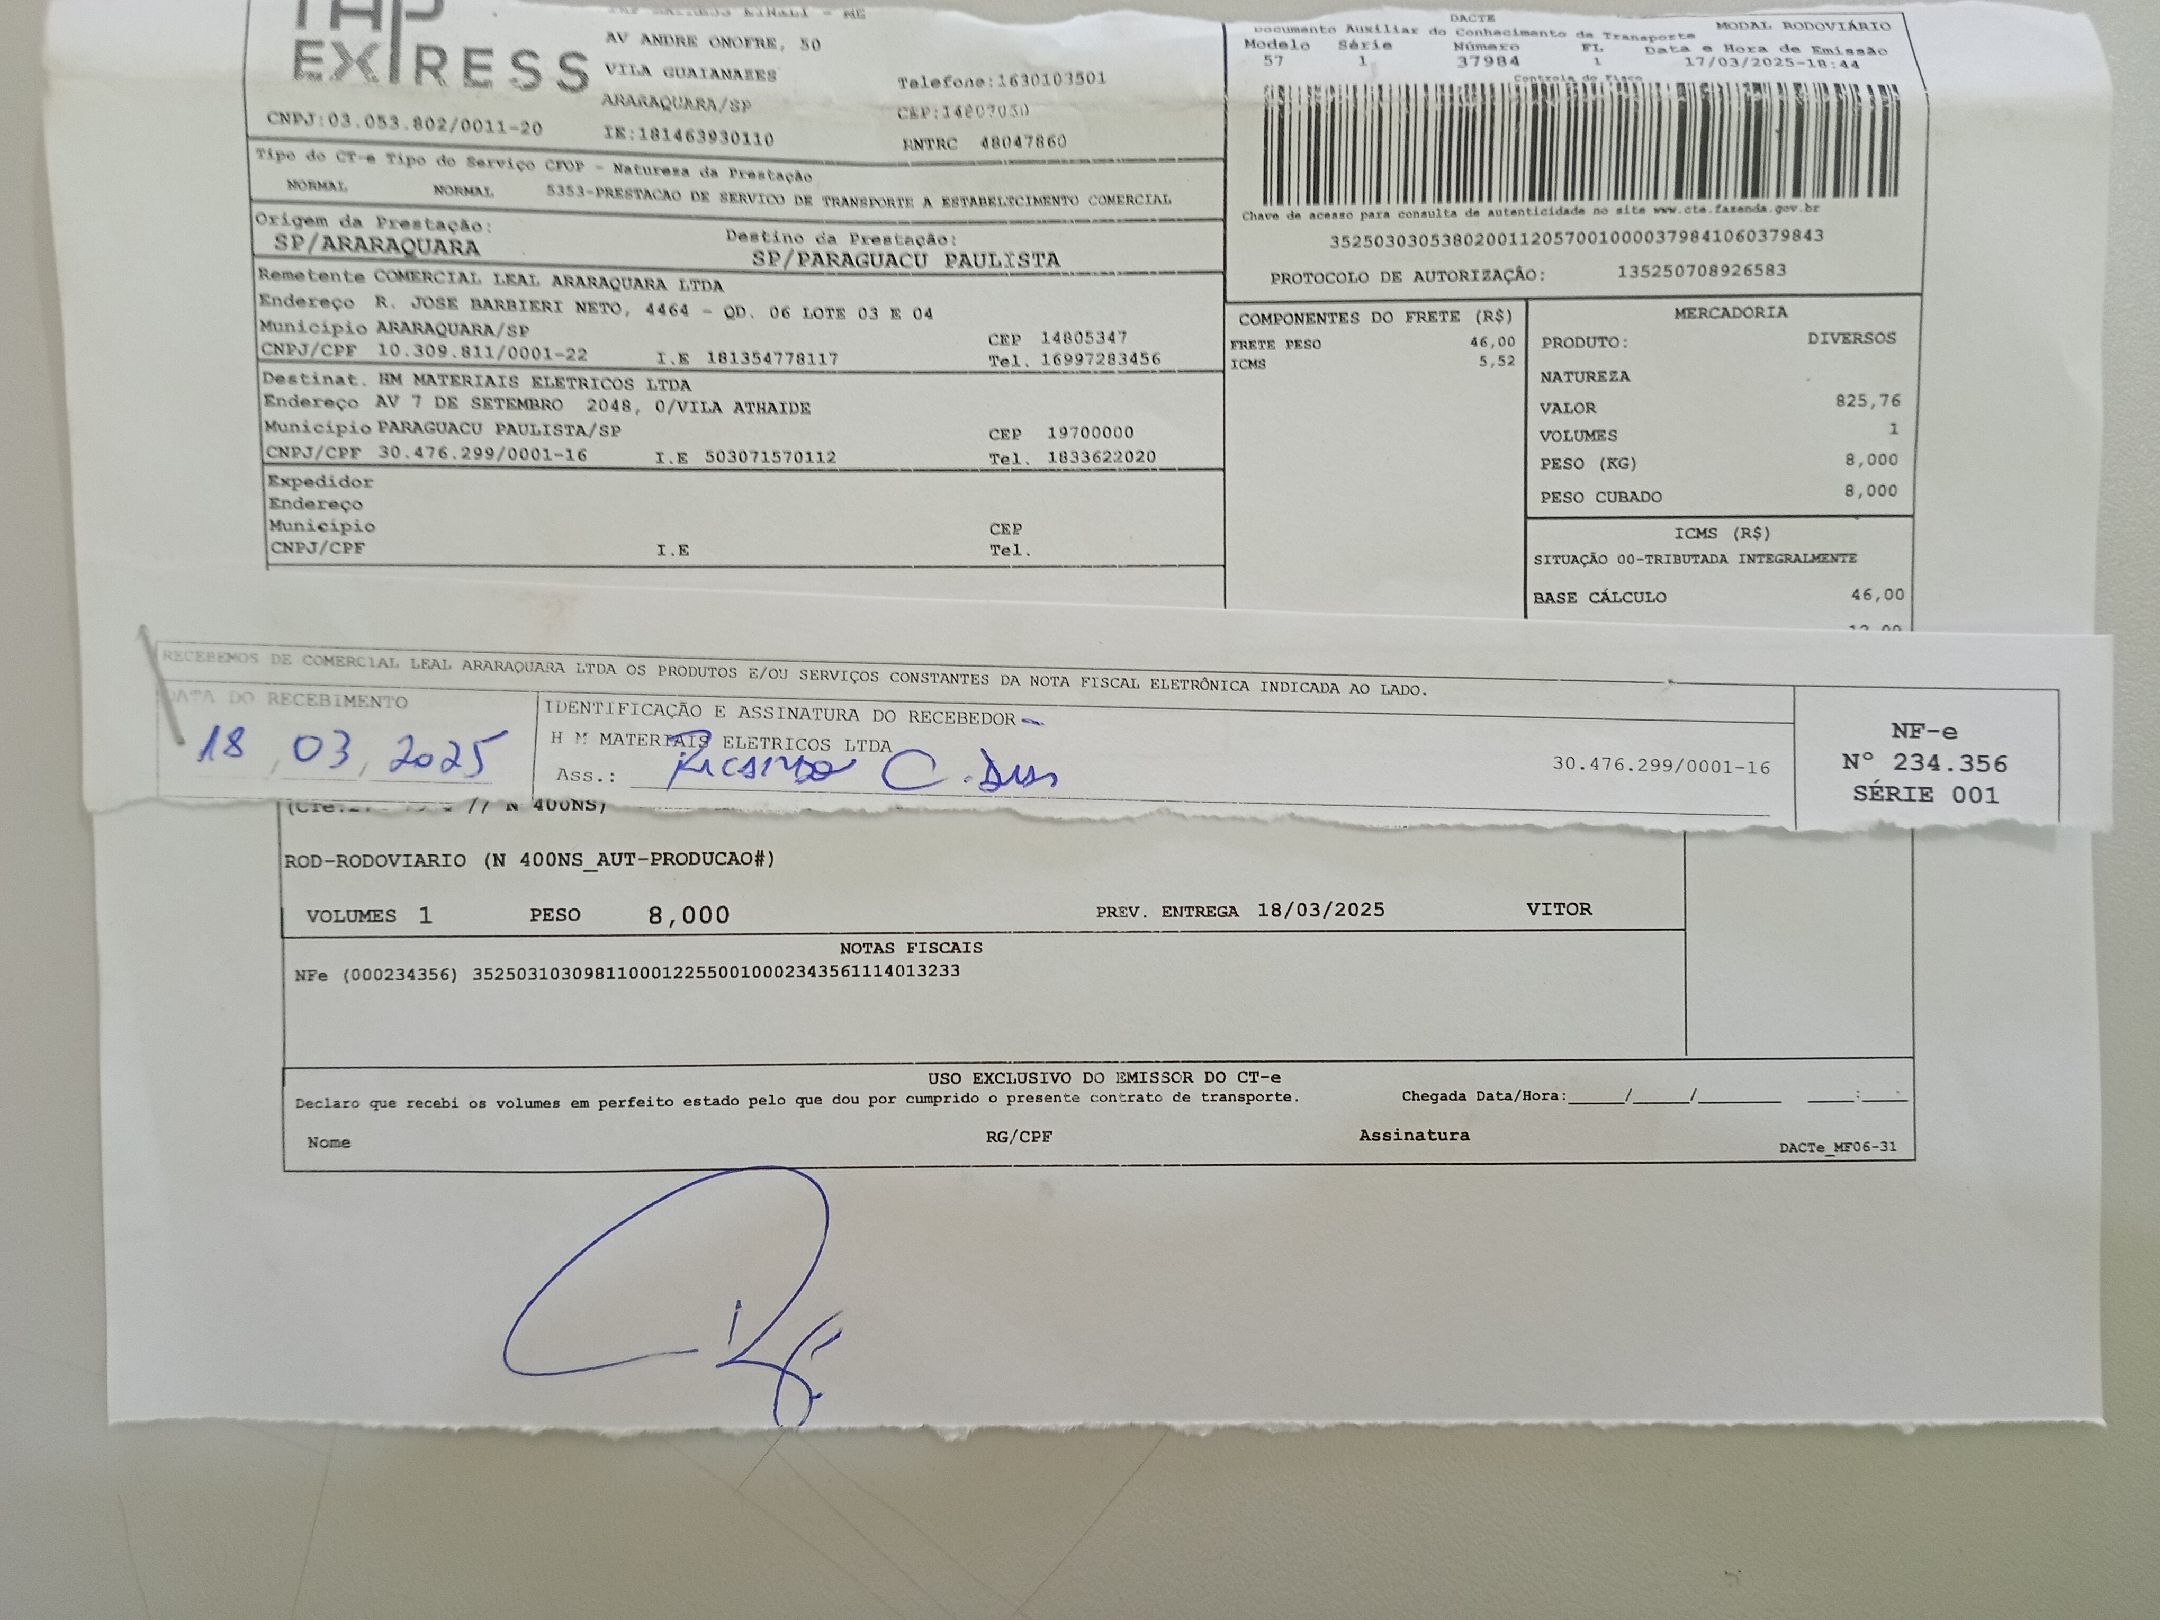 EXPRESS
AV ANDRE ONOFRE, 50
VILA GUAIANAZES
ARARAQUARA/SP
Telefone:1630103501
CEP:14807030
CNPJ:03.053.802/0011-20
IE:181463930110
RNTRC 48047860
DACTE
Documento Auxiliar do Conhecimento de Transporte
MODAL RODOVIÁRIO
Modelo Série Número FL Data e Hora de Emissão
57 1 37984 1 17/03/2025-18:44
Controle do Fisco
Chave de acesso para consulta de autenticidade no site www.cte.fazenda.gov.br
35250303053802001120570010000379841060379843
PROTOCOLO DE AUTORIZAÇÃO: 135250708926583
Tipo do CT-e Tipo do Serviço CFOP - Natureza da Prestação
NORMAL NORMAL 5353-PRESTACAO DE SERVICO DE TRANSPORTE A ESTABELECIMENTO COMERCIAL
Origem da Prestação: Destino da Prestação:
SP/ARARAQUARA SP/PARAGUACU PAULISTA
Remetente COMERCIAL LEAL ARARAQUARA LTDA
Endereço R. JOSE BARBIERI NETO, 4464 - QD. 06 LOTE 03 E 04
Município ARARAQUARA/SP CEP 14805347
CNPJ/CPF 10.309.811/0001-22 I.E 181354778117 Tel. 16997283456
Destinat. HM MATERIAIS ELETRICOS LTDA
Endereço AV 7 DE SETEMBRO 2048, 0/VILA ATHAIDE
Município PARAGUACU PAULISTA/SP CEP 19700000
CNPJ/CPF 30.476.299/0001-16 I.E 503071570112 Tel. 1833622020
Expedidor
Endereço
Município CEP
CNPJ/CPF I.E Tel.
COMPONENTES DO FRETE (R$)
FRETE PESO 46,00
ICMS 5,52
MERCADORIA
PRODUTO: DIVERSOS
NATUREZA
VALOR 825,76
VOLUMES 1
PESO (KG) 8,000
PESO CUBADO 8,000
ICMS (R$)
SITUAÇÃO 00-TRIBUTADA INTEGRALMENTE
BASE CÁLCULO 46,00
RECEBEMOS DE COMERCIAL LEAL ARARAQUARA LTDA OS PRODUTOS E/OU SERVIÇOS CONSTANTES DA NOTA FISCAL ELETRÔNICA INDICADA AO LADO.
DATA DO RECEBIMENTO
18 , 03 , 2025
IDENTIFICAÇÃO E ASSINATURA DO RECEBEDOR
H M MATERIAIS ELETRICOS LTDA
30.476.299/0001-16
Ass.: Ricardo C.
NF-e
Nº 234.356
SÉRIE 001
N 400NS)
ROD-RODOVIARIO (N 400NS_AUT-PRODUCAO#)
VOLUMES 1 PESO 8,000 PREV. ENTREGA 18/03/2025 VITOR
NOTAS FISCAIS
NFe (000234356) 35250310309811000122550010002343561114013233
USO EXCLUSIVO DO EMISSOR DO CT-e
Declaro que recebi os volumes em perfeito estado pelo que dou por cumprido o presente contrato de transporte. Chegada Data/Hora:_____/_____/_______ ____:____
Nome RG/CPF Assinatura
DACTe_MF06-31